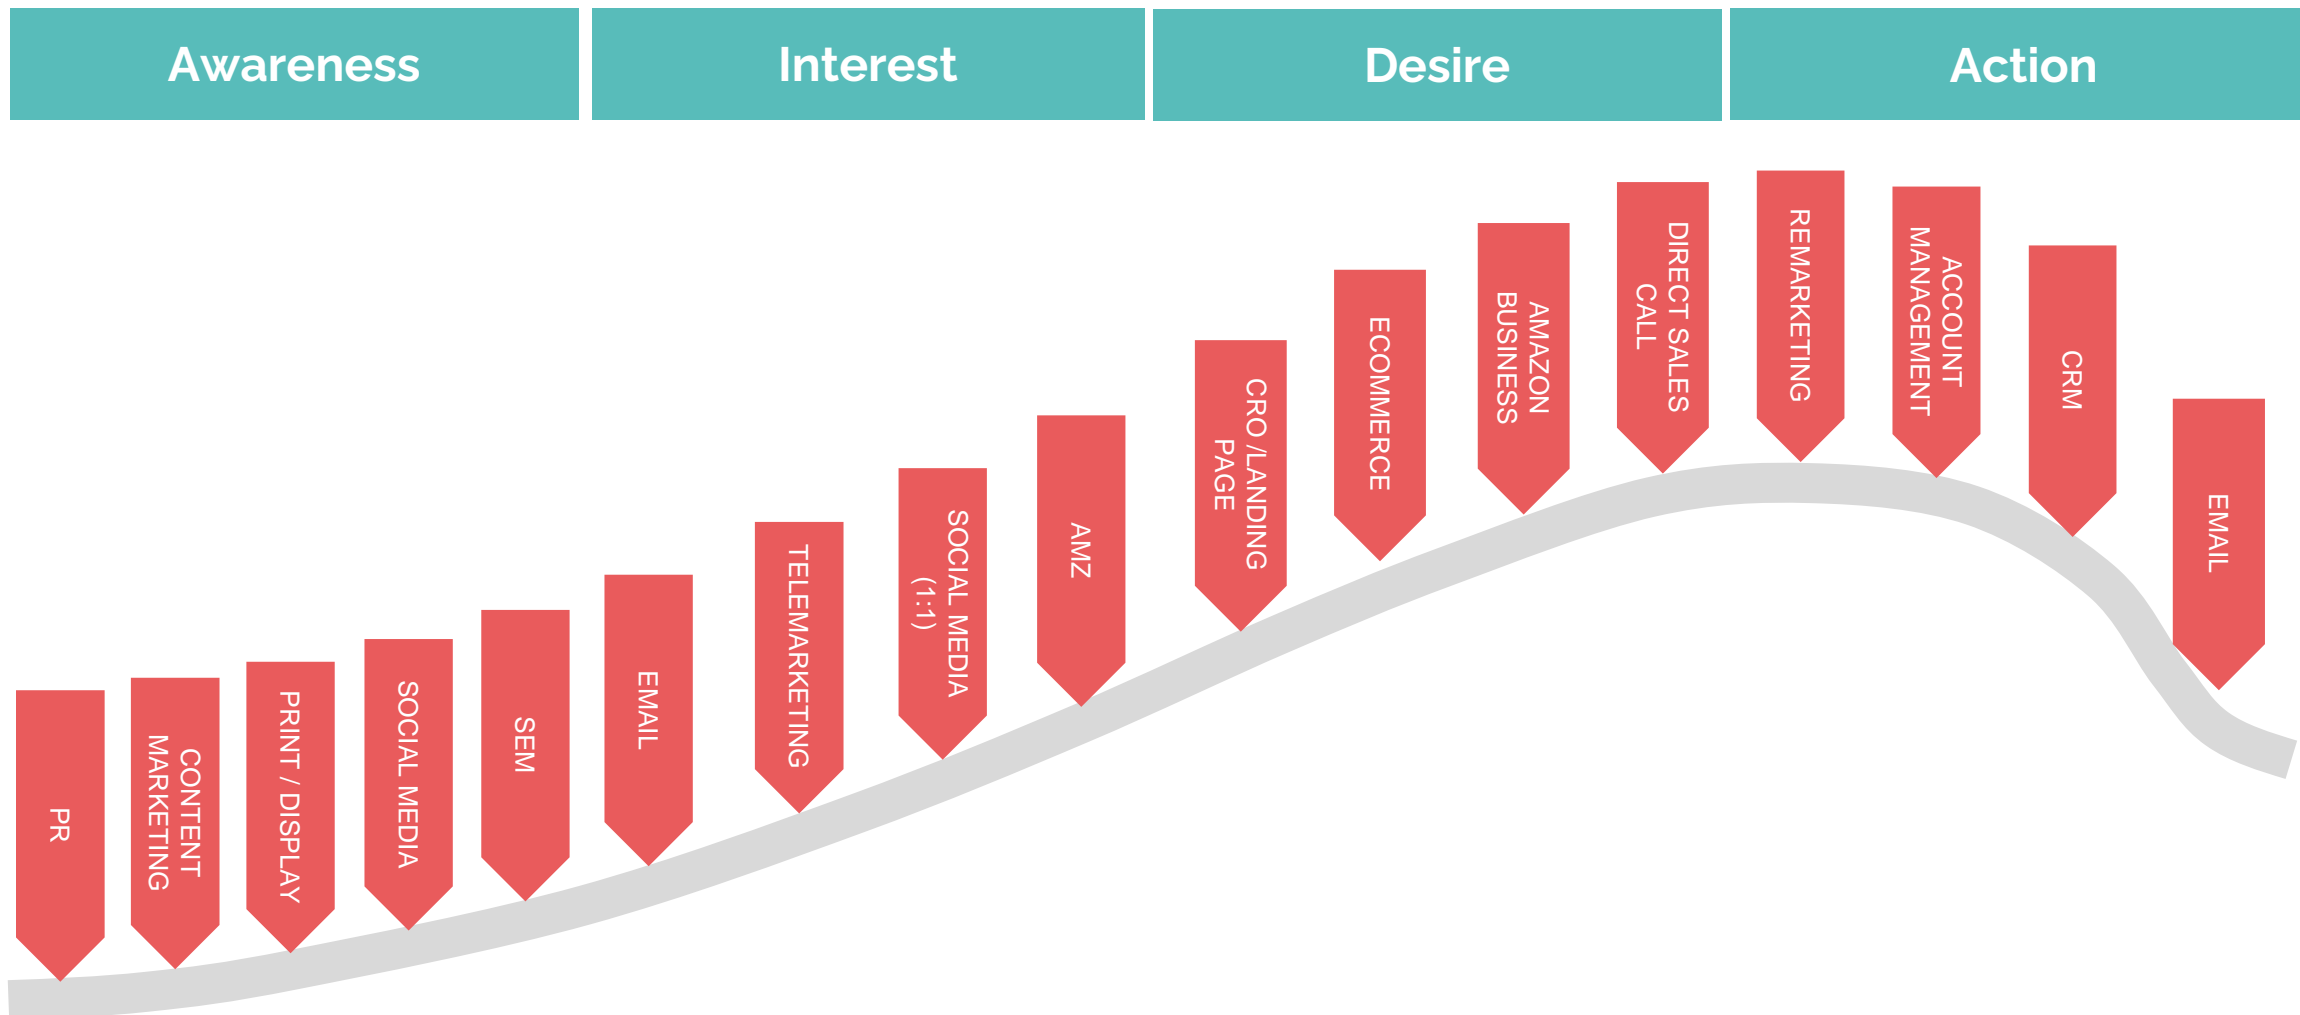 Awareness
Interest
Desire
Action
PR
CONTENT
MARKETING
PRINT / DISPLAY
SOCIAL MEDIA
SEM
EMAIL
TELEMARKETING
SOCIAL MEDIA
(1:1)
AMZ
CRO /LANDING
PAGE
ECOMMERCE
AMAZON
BUSINESS
DIRECT SALES
CALL
REMARKETING
ACCOUNT
MANAGEMENT
CRM
EMAIL